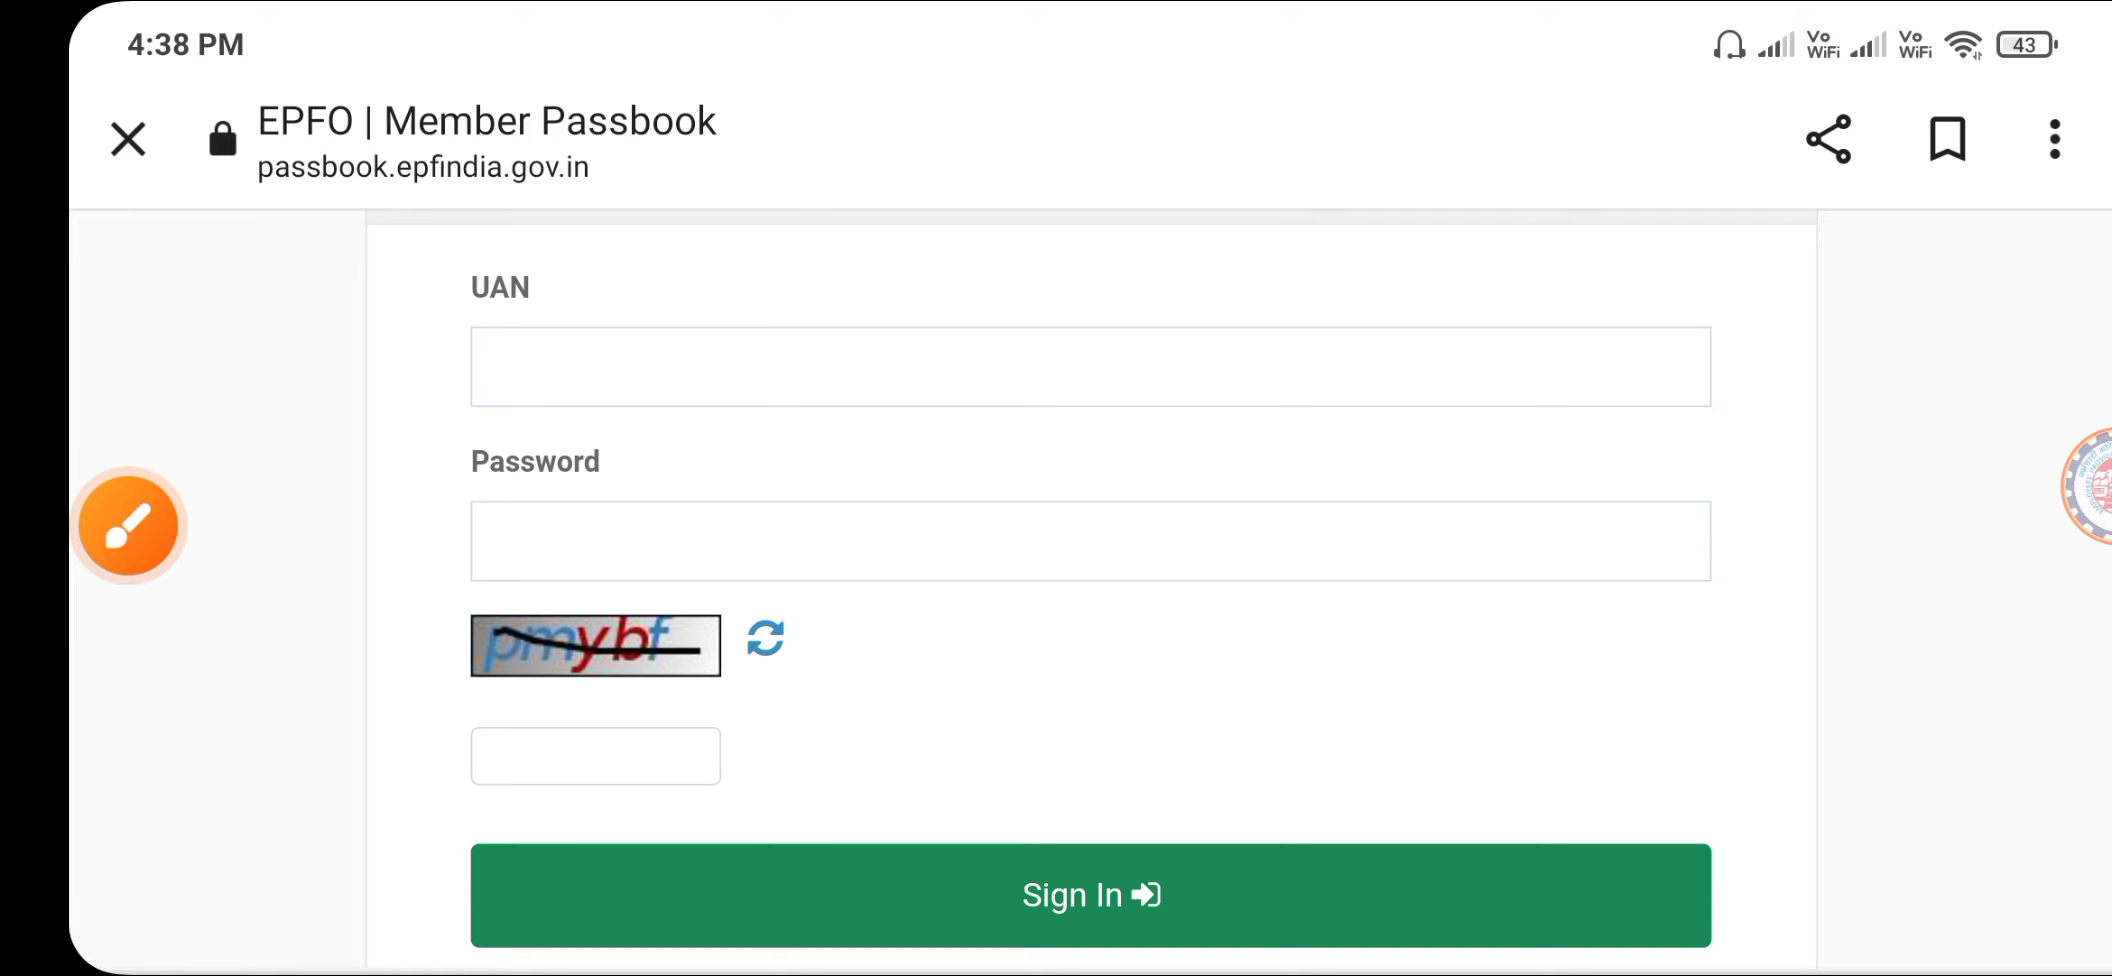 4:38 PM
Vo WiFi Vo WiFi 43
EPFO | Member Passbook
passbook.epfindia.gov.in
UAN
Password
pmybf
Sign In